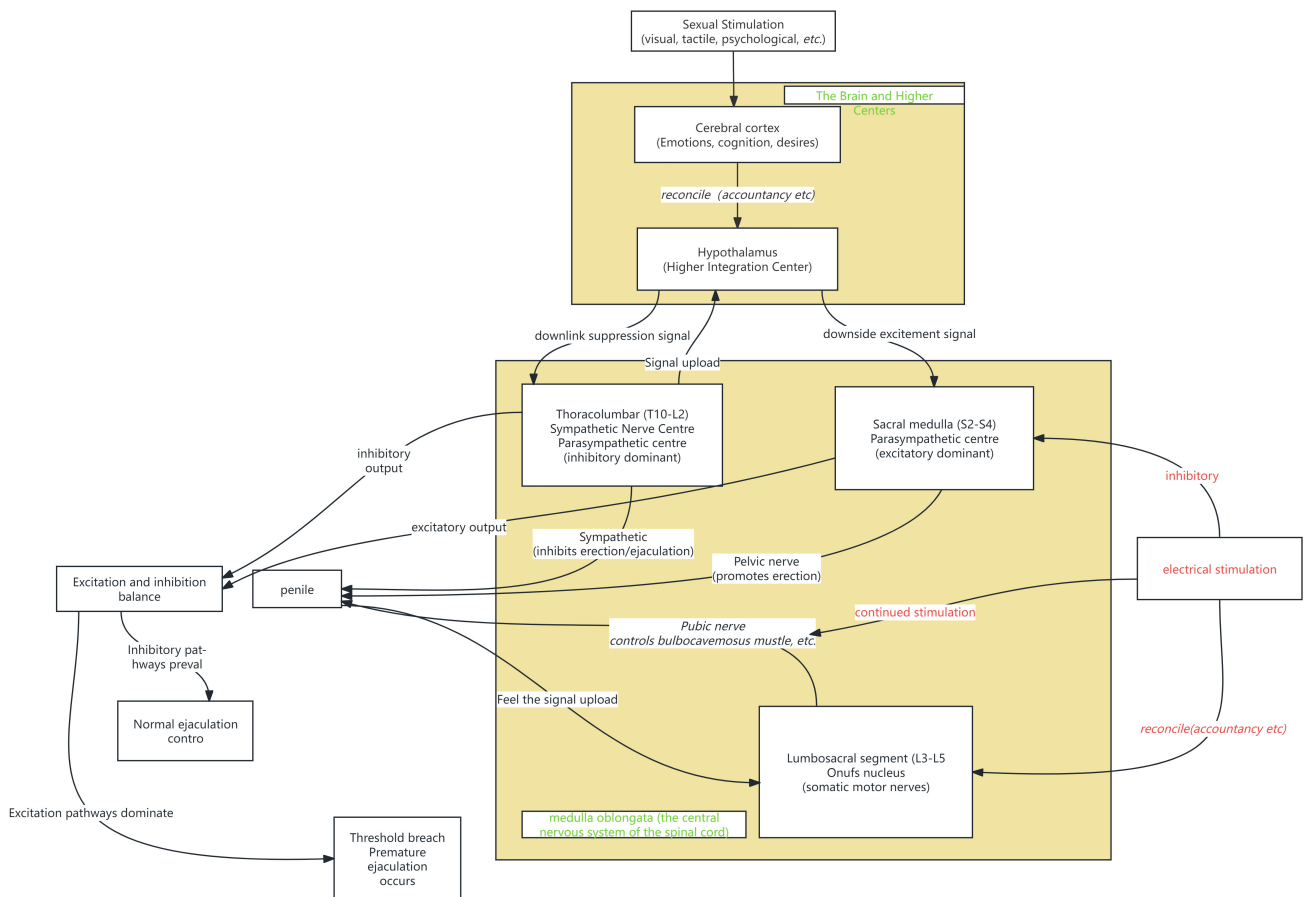 Sexual Stimulation
(visual, tactile, psychological, etc.)
The Brain and Higher
Centers
Cerebral cortex
(Emotions, cognition, desires)
reconcile (accountancy etc)
Hypothalamus
(Higher Integration Center)
downlink suppression signal
downside excitement signal
Signal upload
Thoracolumbar (T10-L2)
Sympathetic Nerve Centre
Parasympathetic centre
(inhibitory dominant)
Sacral medulla (S2-S4)
Parasympathetic centre
(excitatory dominant)
inhibitory
output
inhibitory
excitatory output
Sympathetic
(inhibits erection/ejaculation)
Pelvic nerve
(promotes erection)
electrical stimulation
Excitation and inhibition
balance
penile
continued stimulation
Pubic nerve
controls bulbocavemosus mustle, etc.
Inhibitory pat-
hways preval
Feel the signal upload
Normal ejaculation
contro
reconcile(accountancy etc)
Lumbosacral segment (L3-L5
Onufs nucleus
(somatic motor nerves)
Excitation pathways dominate
medulla oblongata (the central
nervous system of the spinal cord)
Threshold breach
Premature
ejaculation
occurs